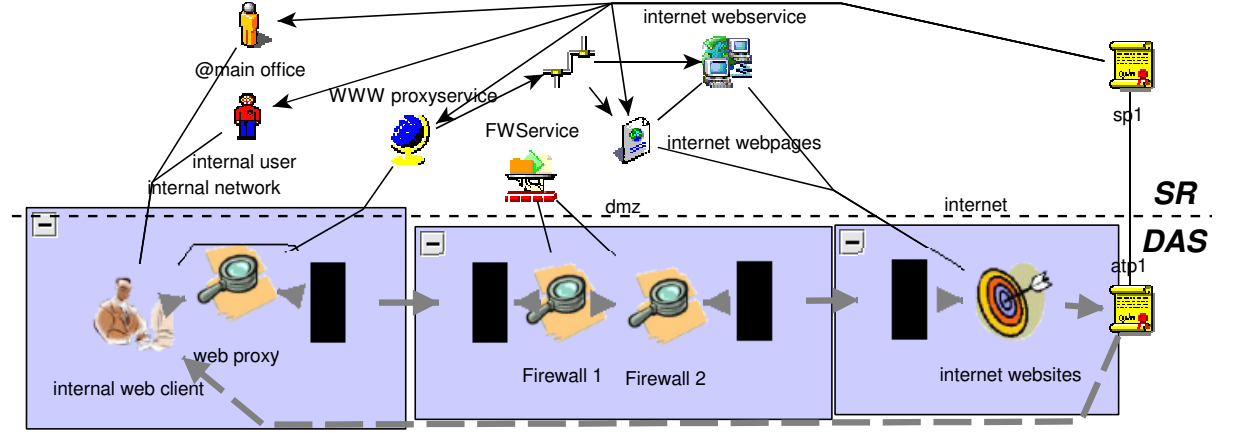 internet webservice
@main office
WWW proxyservice
sp1
FWService
internet webpages
internal user
internal network
SR
dmz
internet
DAS
atp1
web proxy
internal web client
Firewall 1
Firewall 2
internet websites